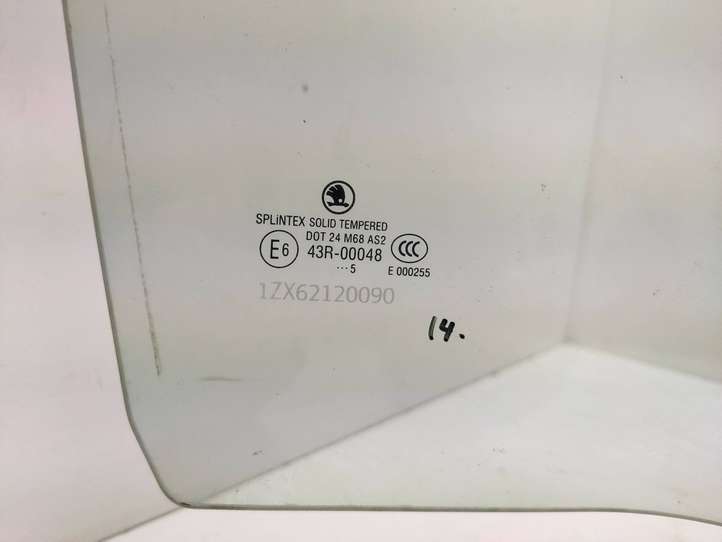 SPLiNTEX SOLID TEMPERED
DOT 24 M68 AS2
E6 43R-00048 CCC
···5 E 000255
1ZX62120090
14.